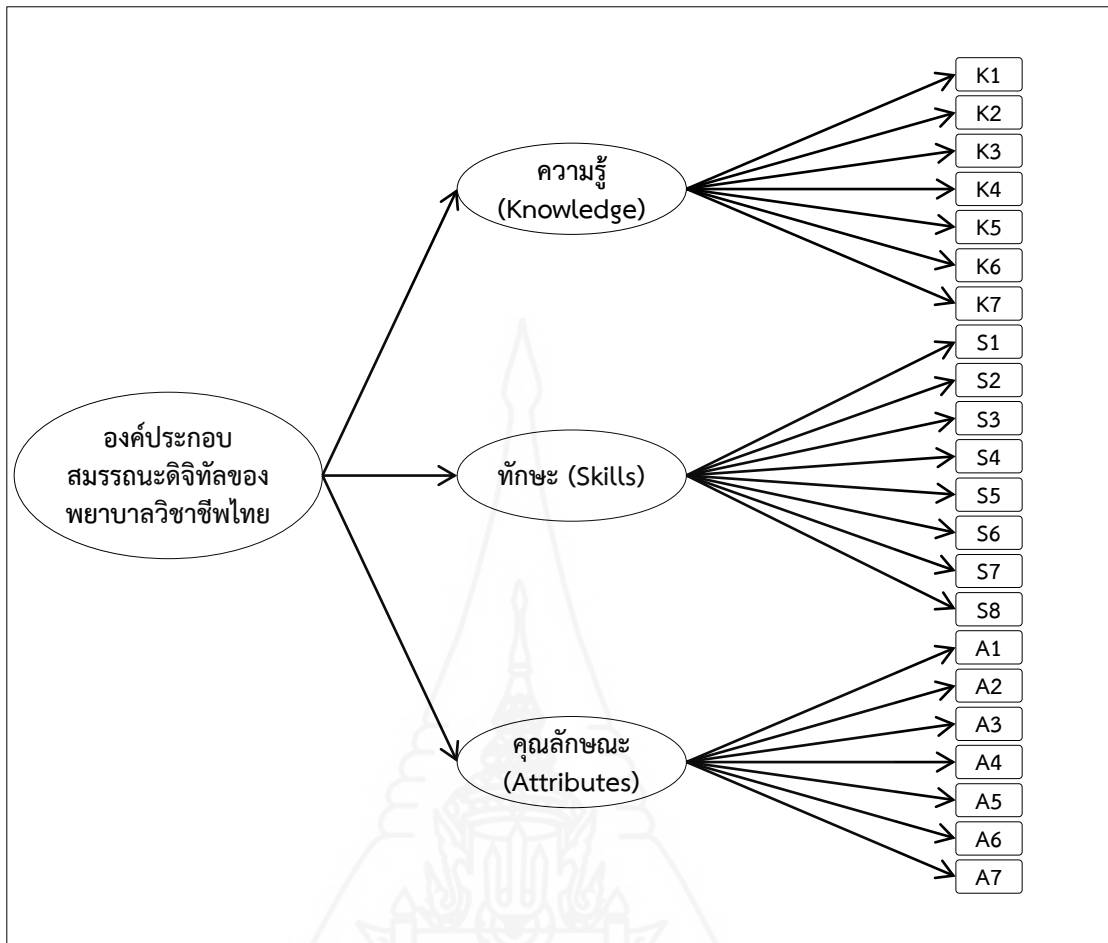 องค์ประกอบ
สมรรถนะดิจิทัลของ
พยาบาลวิชาชีพไทย
ความรู้
(Knowledge)
K1
K2
K3
K4
K5
K6
K7
ทักษะ (Skills)
S1
S2
S3
S4
S5
S6
S7
S8
คุณลักษณะ
(Attributes)
A1
A2
A3
A4
A5
A6
A7